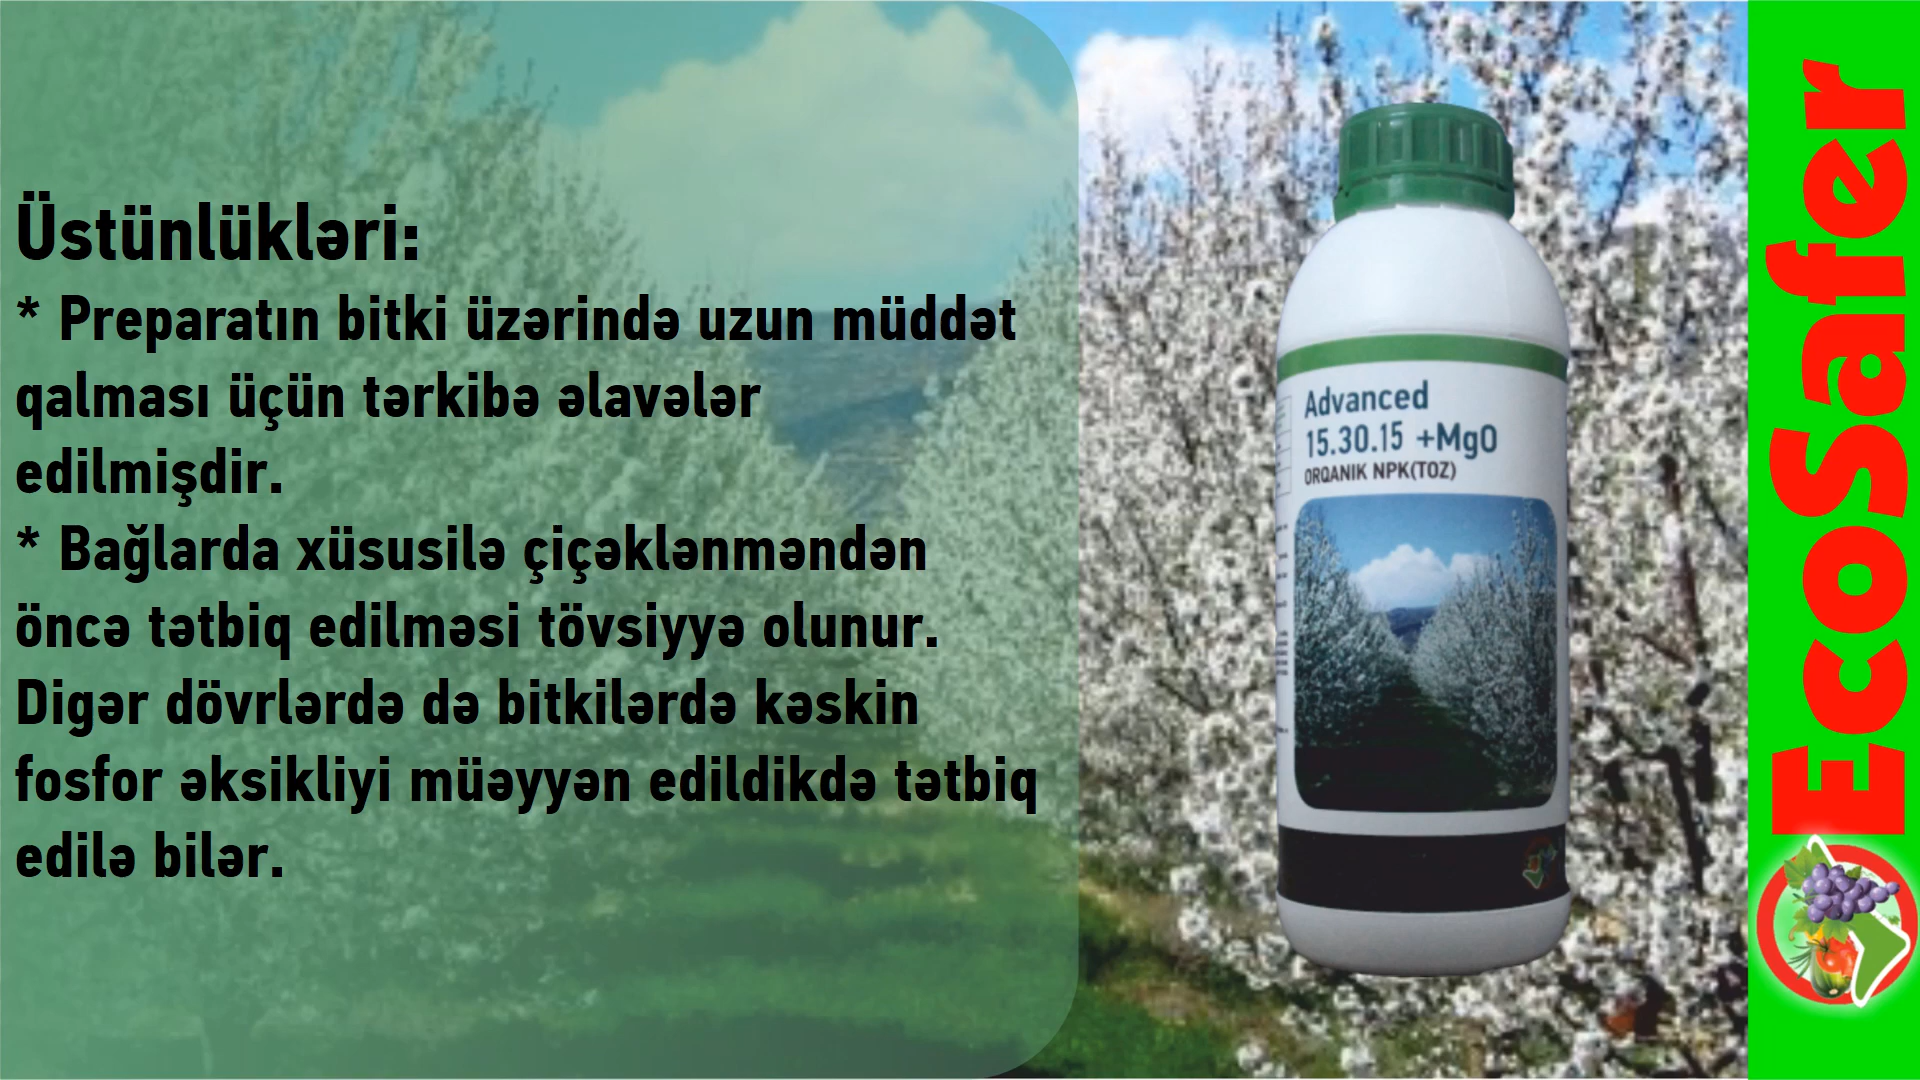 Üstünlükləri:
* Preparatın bitki üzərində uzun müddət
qalması üçün tərkibə əlavələr
edilmişdir.
* Bağlarda xüsusilə çiçəklənməndən
öncə tətbiq edilməsi tövsiyyə olunur.
Digər dövrlərdə də bitkilərdə kəskin
fosfor əksikliyi müəyyən edildikdə tətbiq
edilə bilər.
Advanced
15.30.15 +MgO
ORQANIK NPK(TOZ)
EcoSafer